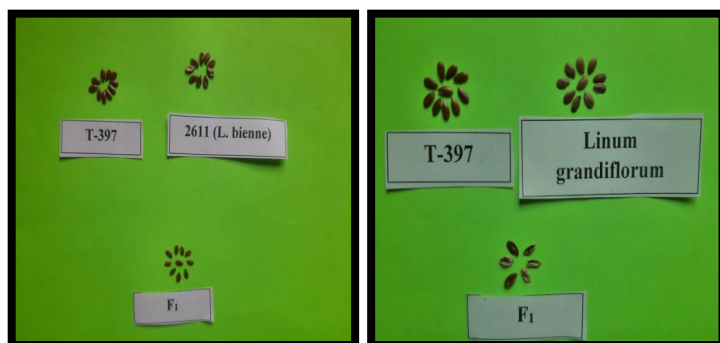 T-397
2611 (L. bienne)
F1
T-397
Linum
grandiflorum
F1